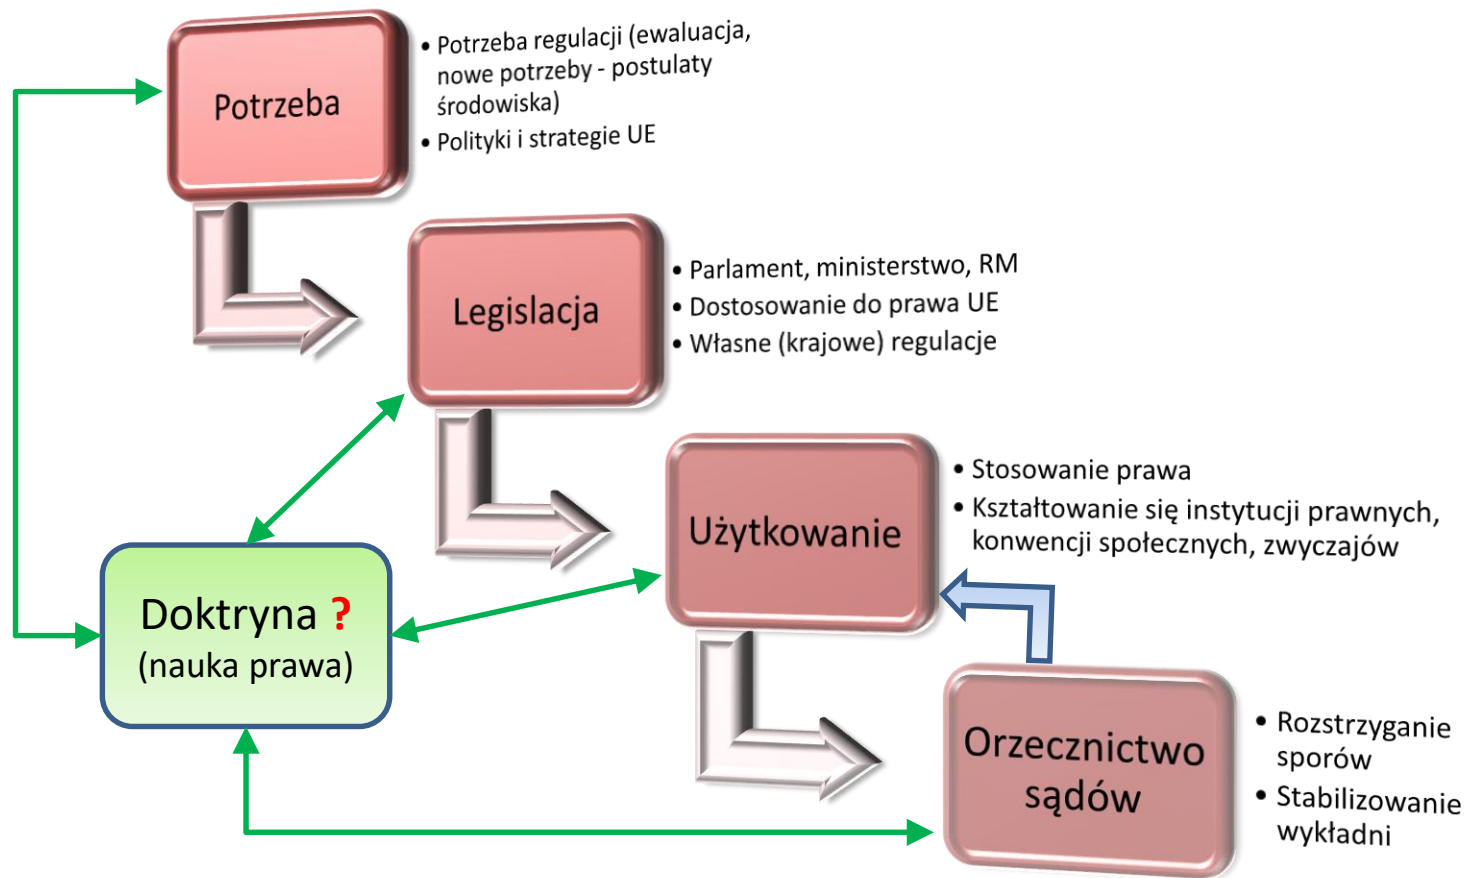 Potrzeba
• Potrzeba regulacji (ewaluacja,
nowe potrzeby - postulaty
środowiska)
• Polityki i strategie UE
Legislacja
• Parlament, ministerstwo, RM
• Dostosowanie do prawa UE
• Własne (krajowe) regulacje
Użytkowanie
• Stosowanie prawa
• Kształtowanie się instytucji prawnych,
konwencji społecznych, zwyczajów
Doktryna ?
(nauka prawa)
Orzecznictwo
sądów
• Rozstrzyganie
sporów
• Stabilizowanie
wykładni